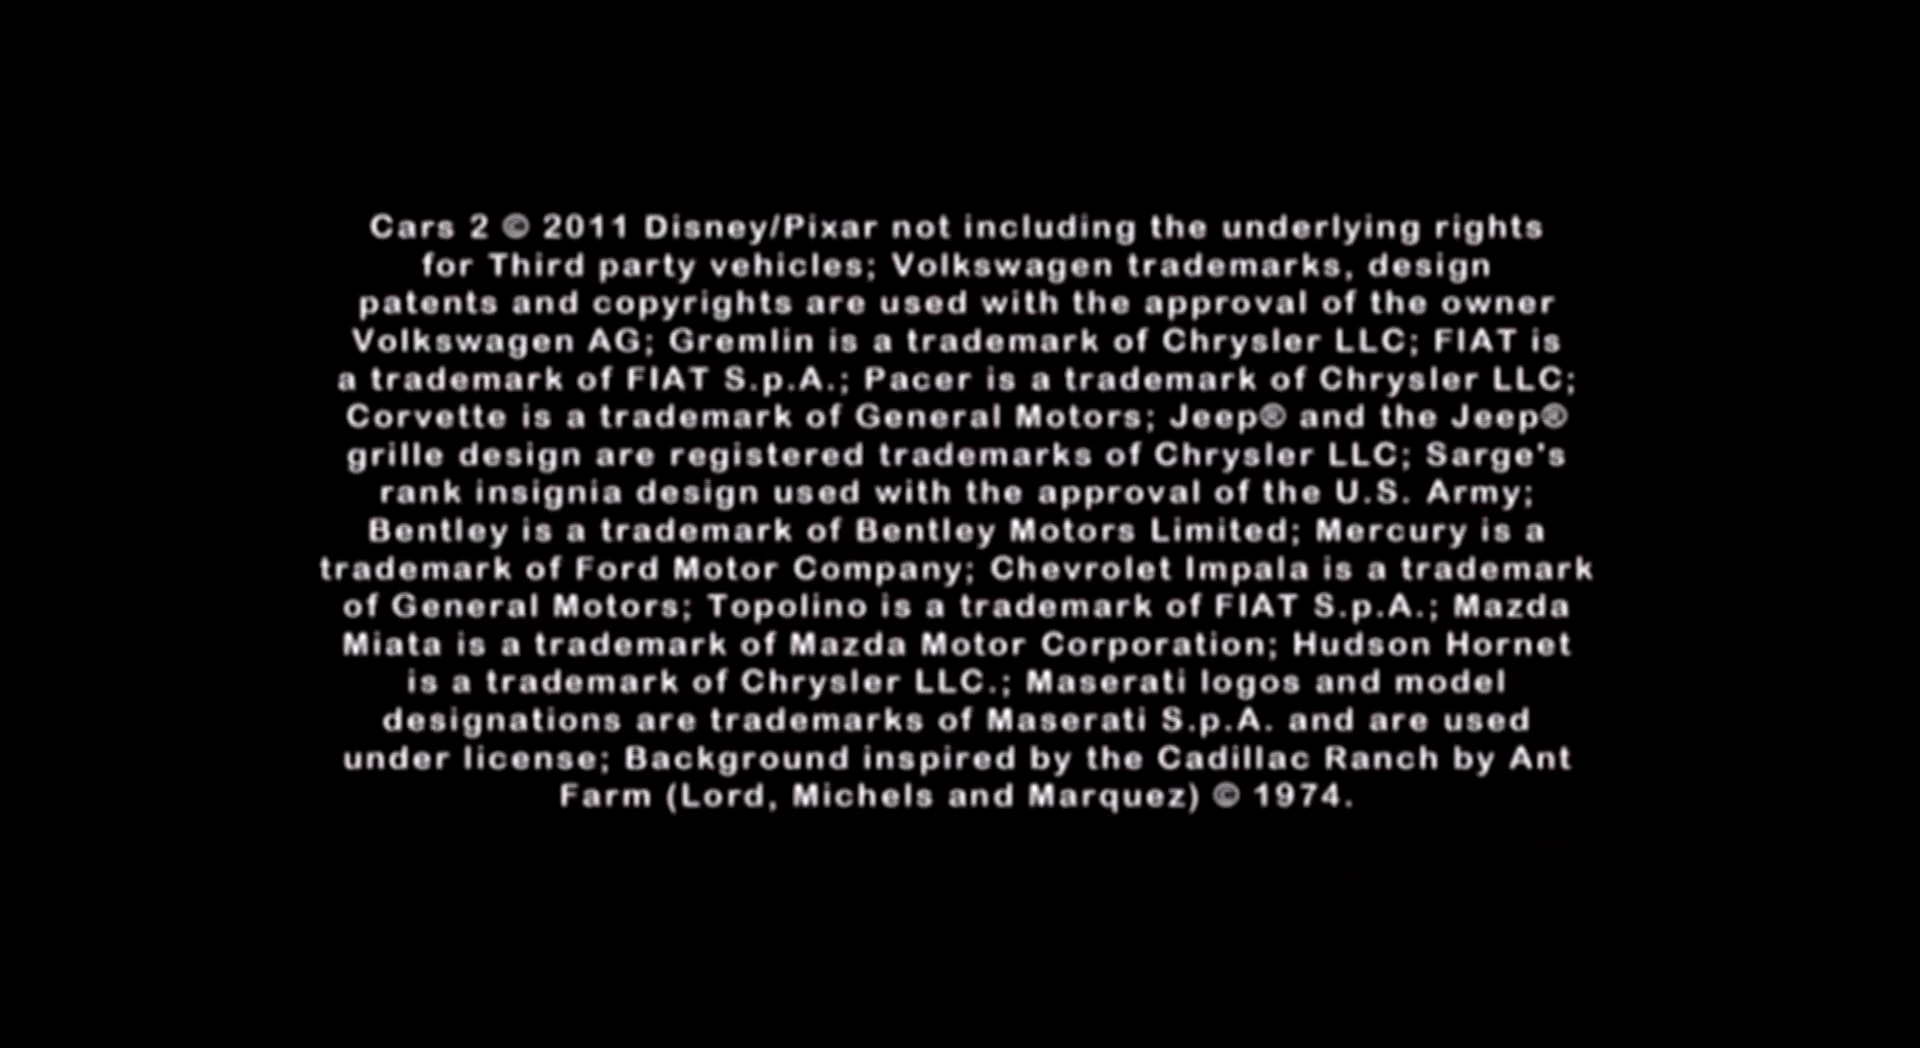 Cars 2 © 2011 Disney/Pixar not including the underlying rights
for Third party vehicles; Volkswagen trademarks, design
patents and copyrights are used with the approval of the owner
Volkswagen AG; Gremlin is a trademark of Chrysler LLC; FIAT is
a trademark of FIAT S.p.A.; Pacer is a trademark of Chrysler LLC;
Corvette is a trademark of General Motors; Jeep® and the Jeep®
grille design are registered trademarks of Chrysler LLC; Sarge's
rank insignia design used with the approval of the U.S. Army;
Bentley is a trademark of Bentley Motors Limited; Mercury is a
trademark of Ford Motor Company; Chevrolet Impala is a trademark
of General Motors; Topolino is a trademark of FIAT S.p.A.; Mazda
Miata is a trademark of Mazda Motor Corporation; Hudson Hornet
is a trademark of Chrysler LLC.; Maserati logos and model
designations are trademarks of Maserati S.p.A. and are used
under license; Background inspired by the Cadillac Ranch by Ant
Farm (Lord, Michels and Marquez) © 1974.